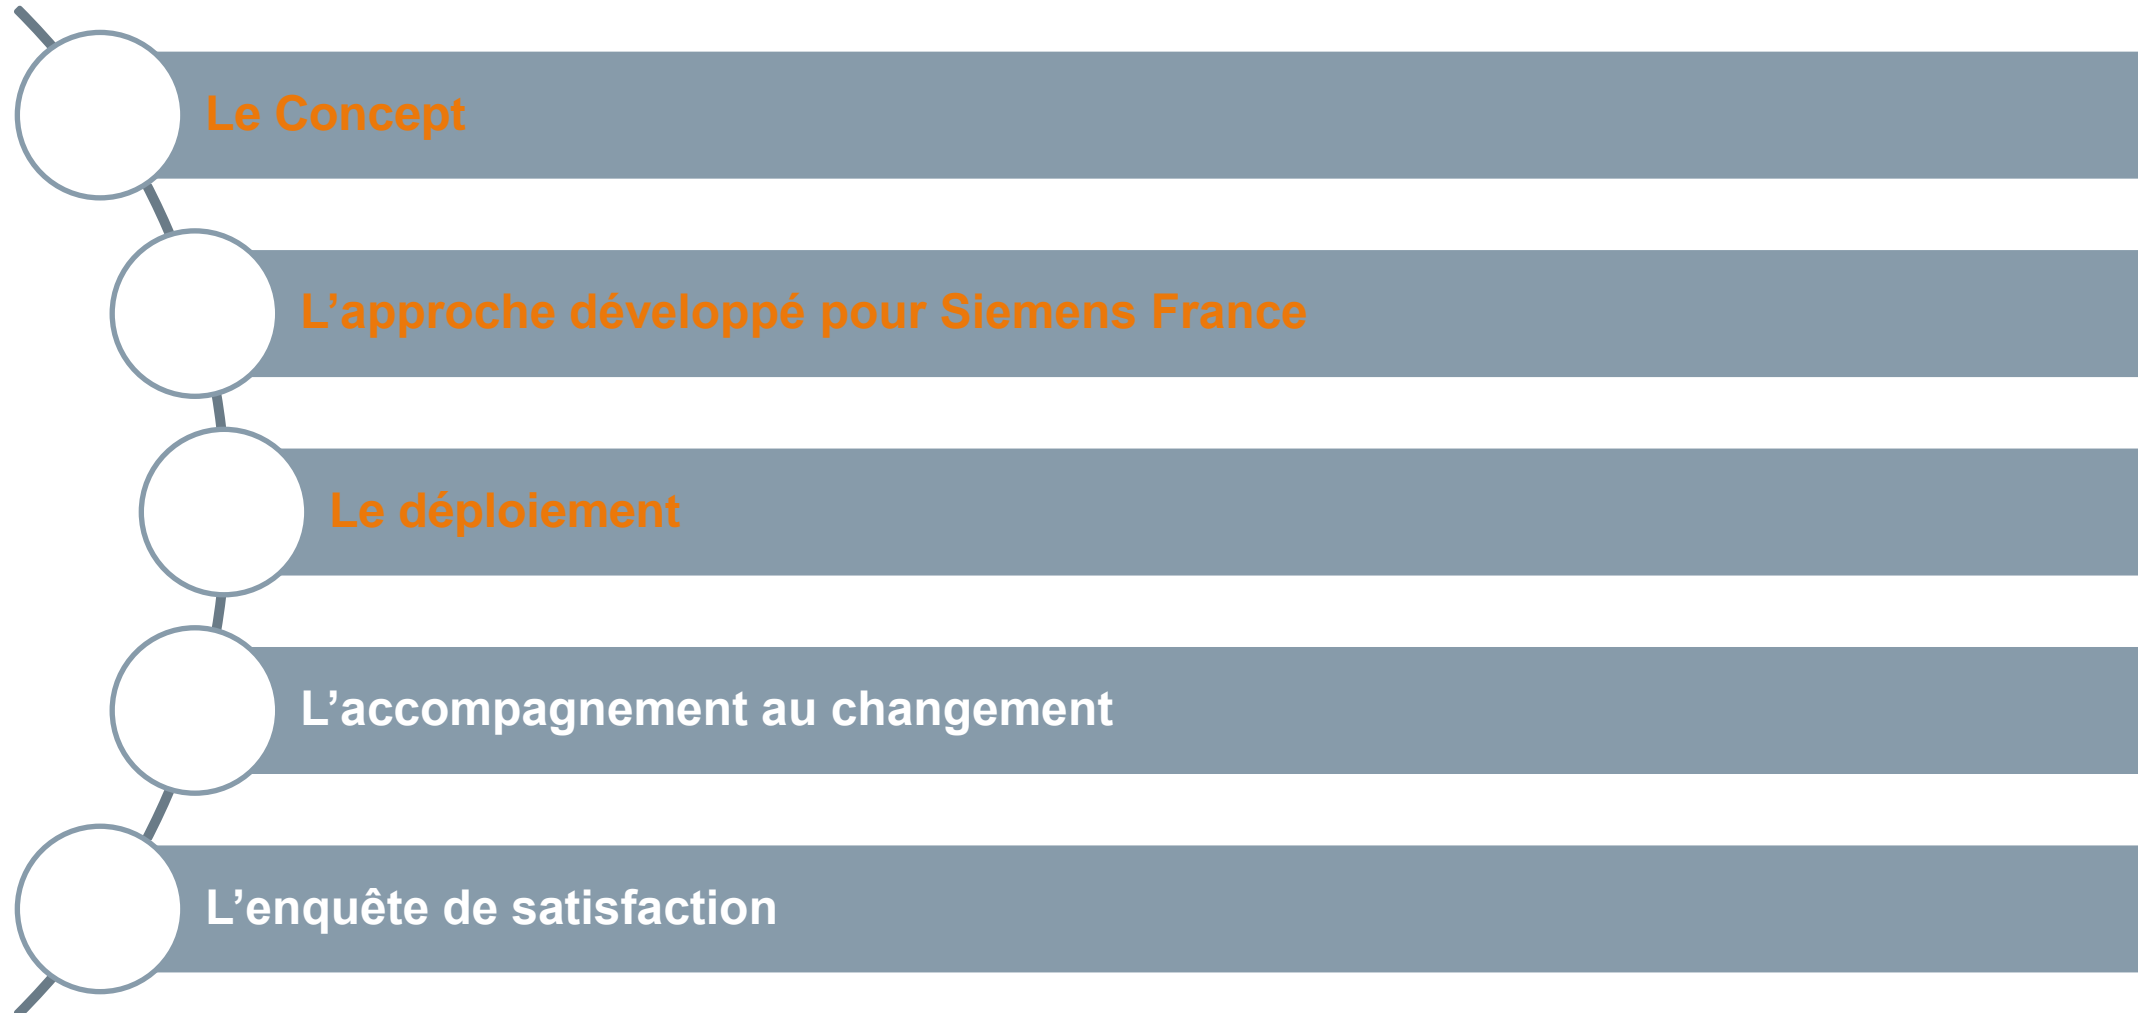 Le Concept
L’approche développé pour Siemens France
Le déploiement
L’accompagnement au changement
L’enquête de satisfaction